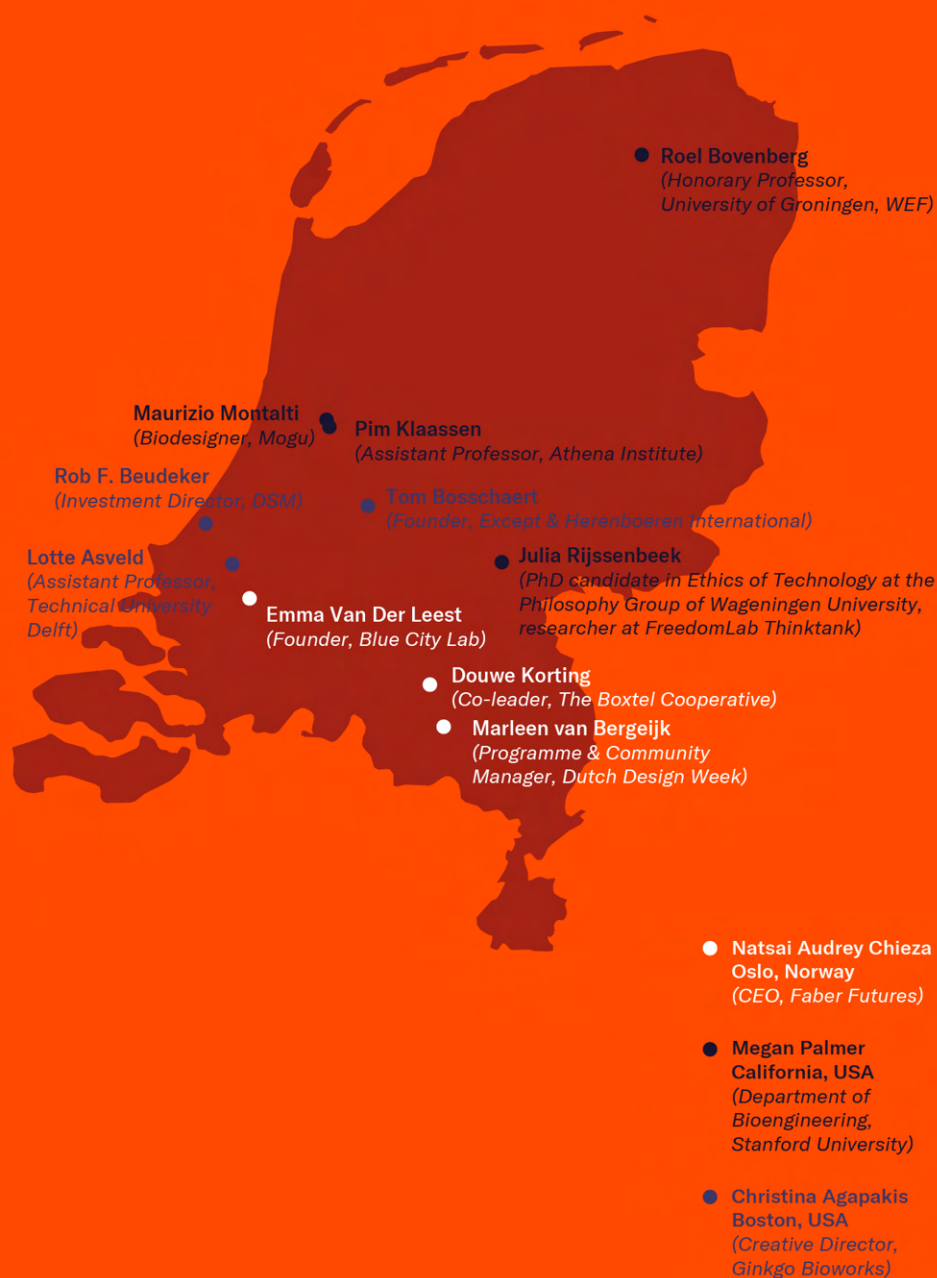 Roel Bovenberg
(Honorary Professor,
University of Groningen, WEF)
Maurizio Montalti
(Biodesigner, Mogu)
Pim Klaassen
(Assistant Professor, Athena Institute)
Rob F. Beudeker
(Investment Director, DSM)
Tom Bosschaert
(Founder, Except & Herenboeren International)
Lotte Asveld
(Assistant Professor,
Technical University
Delft)
Julia Rijssenbeek
(PhD candidate in Ethics of Technology at the
Philosophy Group of Wageningen University,
researcher at FreedomLab Thinktank)
Emma Van Der Leest
(Founder, Blue City Lab)
Douwe Korting
(Co-leader, The Boxtel Cooperative)
Marleen van Bergeijk
(Programme & Community
Manager, Dutch Design Week)
Natsai Audrey Chieza
Oslo, Norway
(CEO, Faber Futures)
Megan Palmer
California, USA
(Department of
Bioengineering,
Stanford University)
Christina Agapakis
Boston, USA
(Creative Director,
Ginkgo Bioworks)